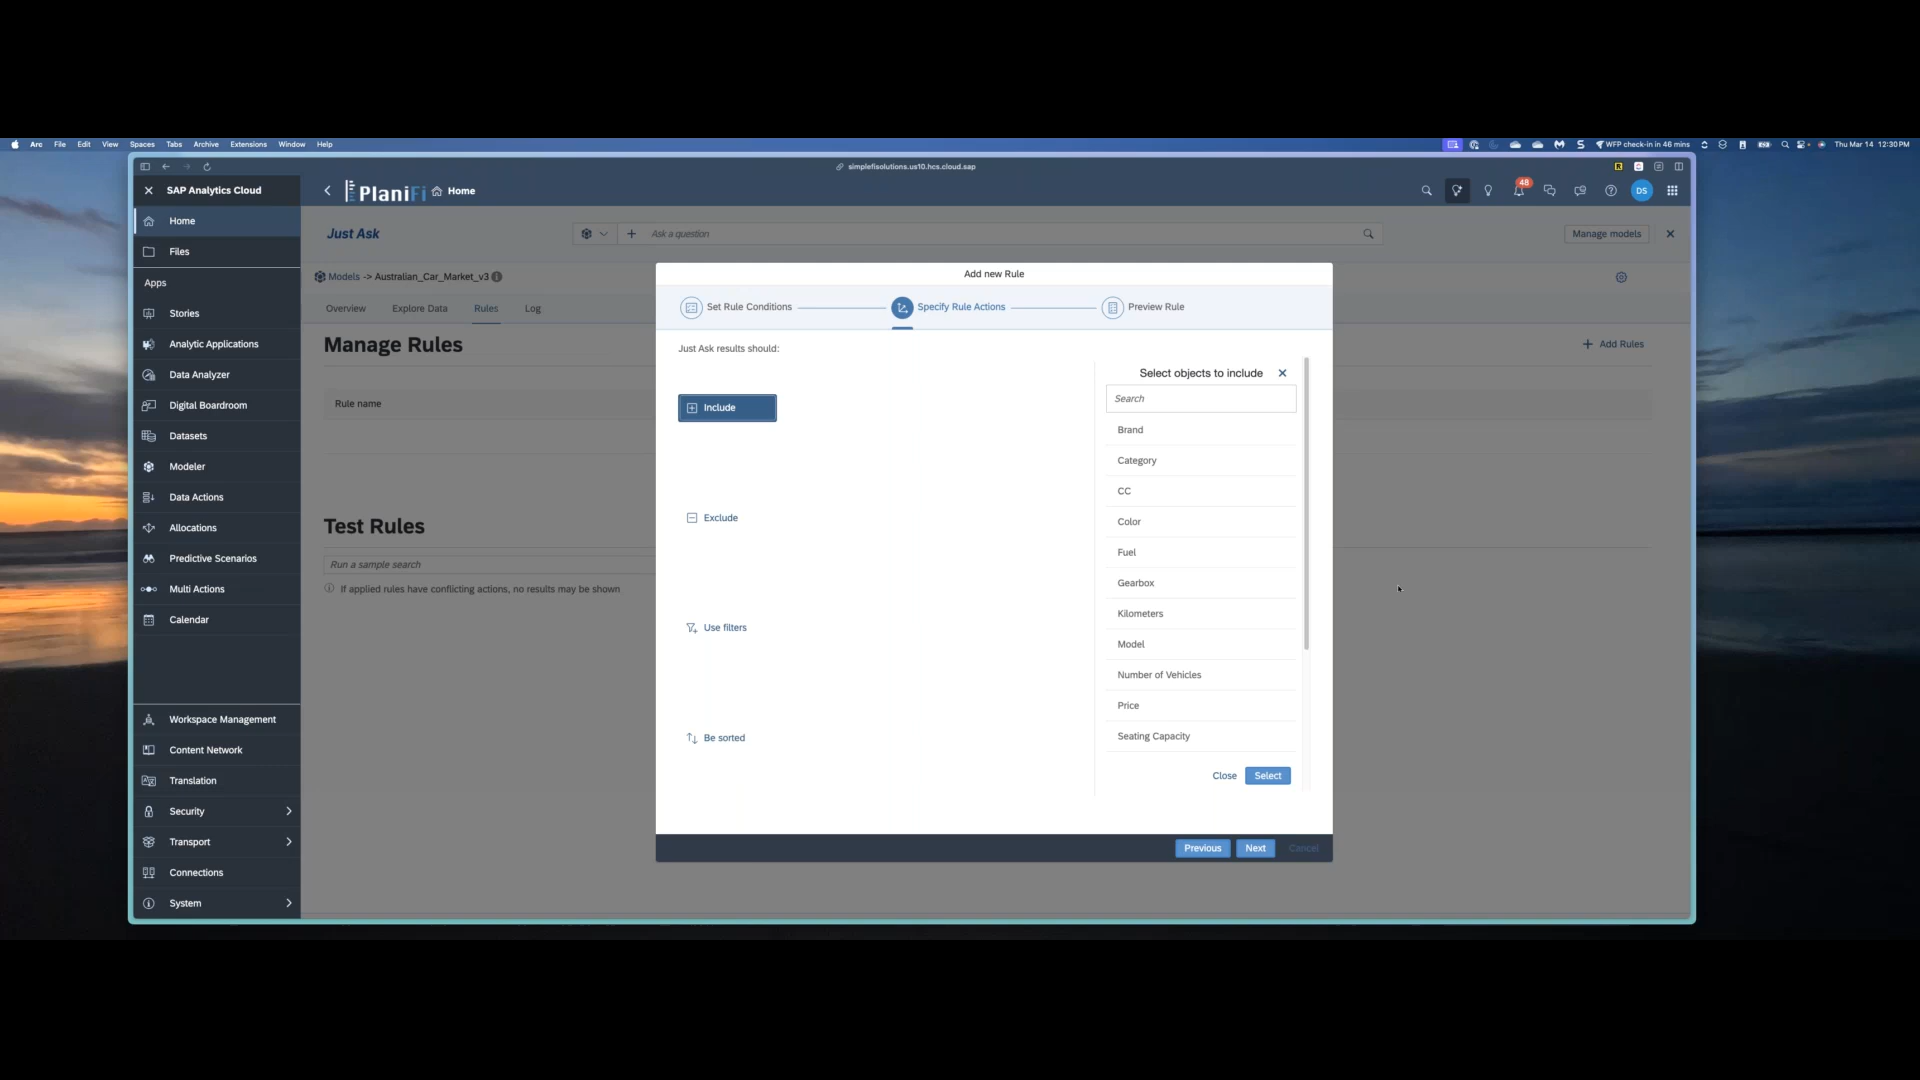 Arc File Edit View Spaces Tabs Archive Extensions Window Help
WFP check-in in 46 mins
Thu Mar 14 12:30 PM
simplefisolutions.us10.hcs.cloud.sap
SAP Analytics Cloud
PlaniFi Home
48
DS
Home
Files
Apps
Stories
Analytic Applications
Data Analyzer
Digital Boardroom
Datasets
Modeler
Data Actions
Allocations
Predictive Scenarios
Multi Actions
Calendar
Workspace Management
Content Network
Translation
Security
Transport
Connections
System
Just Ask
Ask a question
Manage models
Models -> Australian_Car_Market_v3
Overview Explore Data Rules Log
Manage Rules
Add Rules
Rule name
Test Rules
Run a sample search
If applied rules have conflicting actions, no results may be shown
Add new Rule
Set Rule Conditions Specify Rule Actions Preview Rule
Just Ask results should:
Include
Exclude
Use filters
Be sorted
Select objects to include
Search
Brand
Category
CC
Color
Fuel
Gearbox
Kilometers
Model
Number of Vehicles
Price
Seating Capacity
Close Select
Previous Next Cancel